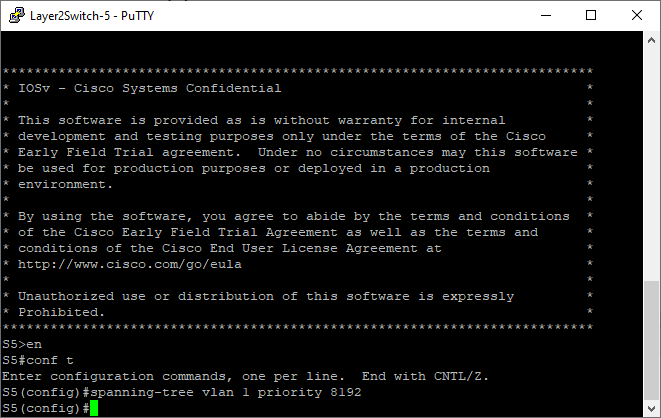 Layer2Switch-5 - PuTTY
**************************************************************************
* IOSv - Cisco Systems Confidential                                      *
*                                                                        *
* This software is provided as is without warranty for internal          *
* development and testing purposes only under the terms of the Cisco     *
* Early Field Trial agreement.  Under no circumstances may this software *
* be used for production purposes or deployed in a production            *
* environment.                                                           *
*                                                                        *
* By using the software, you agree to abide by the terms and conditions  *
* of the Cisco Early Field Trial Agreement as well as the terms and      *
* conditions of the Cisco End User License Agreement at                  *
* http://www.cisco.com/go/eula                                           *
*                                                                        *
* Unauthorized use or distribution of this software is expressly         *
* Prohibited.                                                            *
**************************************************************************
S5>en
S5#conf t
Enter configuration commands, one per line.  End with CNTL/Z.
S5(config)#spanning-tree vlan 1 priority 8192
S5(config)#